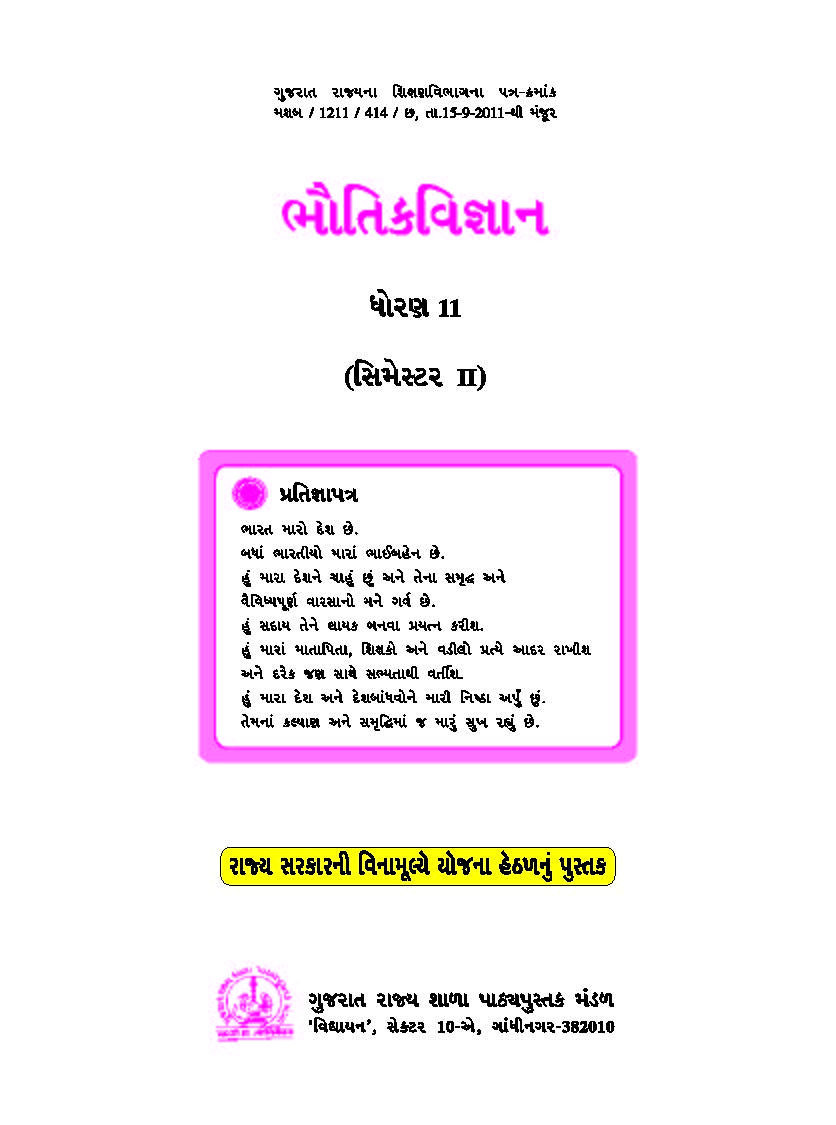 ગુજરાત રાજ્યના શિક્ષણવિભાગના પત્ર-ક્રમાંક
મશબ / 1211 / 414 / છ, તા.15-9-2011-થી મંજૂર
ભૌતિકવિજ્ઞાન
ધોરણ 11
(સિમેસ્ટર II)
પ્રતિજ્ઞાપત્ર
ભારત મારો દેશ છે.
બધાં ભારતીયો મારાં ભાઈબહેન છે.
હું મારા દેશને ચાહું છું અને તેના સમૃદ્ધ અને
વૈવિધ્યપૂર્ણ વારસાનો મને ગર્વ છે.
હું સદાય તેને લાયક બનવા પ્રયત્ન કરીશ.
હું મારાં માતાપિતા, શિક્ષકો અને વડીલો પ્રત્યે આદર રાખીશ
અને દરેક જણ સાથે સભ્યતાથી વર્તીશ.
હું મારા દેશ અને દેશબાંધવોને મારી નિષ્ઠા અર્પું છું.
તેમનાં કલ્યાણ અને સમૃદ્ધિમાં જ મારું સુખ રહ્યું છે.
રાજ્ય સરકારની વિનામૂલ્યે યોજના હેઠળનું પુસ્તક
ગુજરાત રાજ્ય શાળા પાઠ્યપુસ્તક મંડળ
'વિદ્યાયન’, સેક્ટર 10-એ, ગાંધીનગર-382010